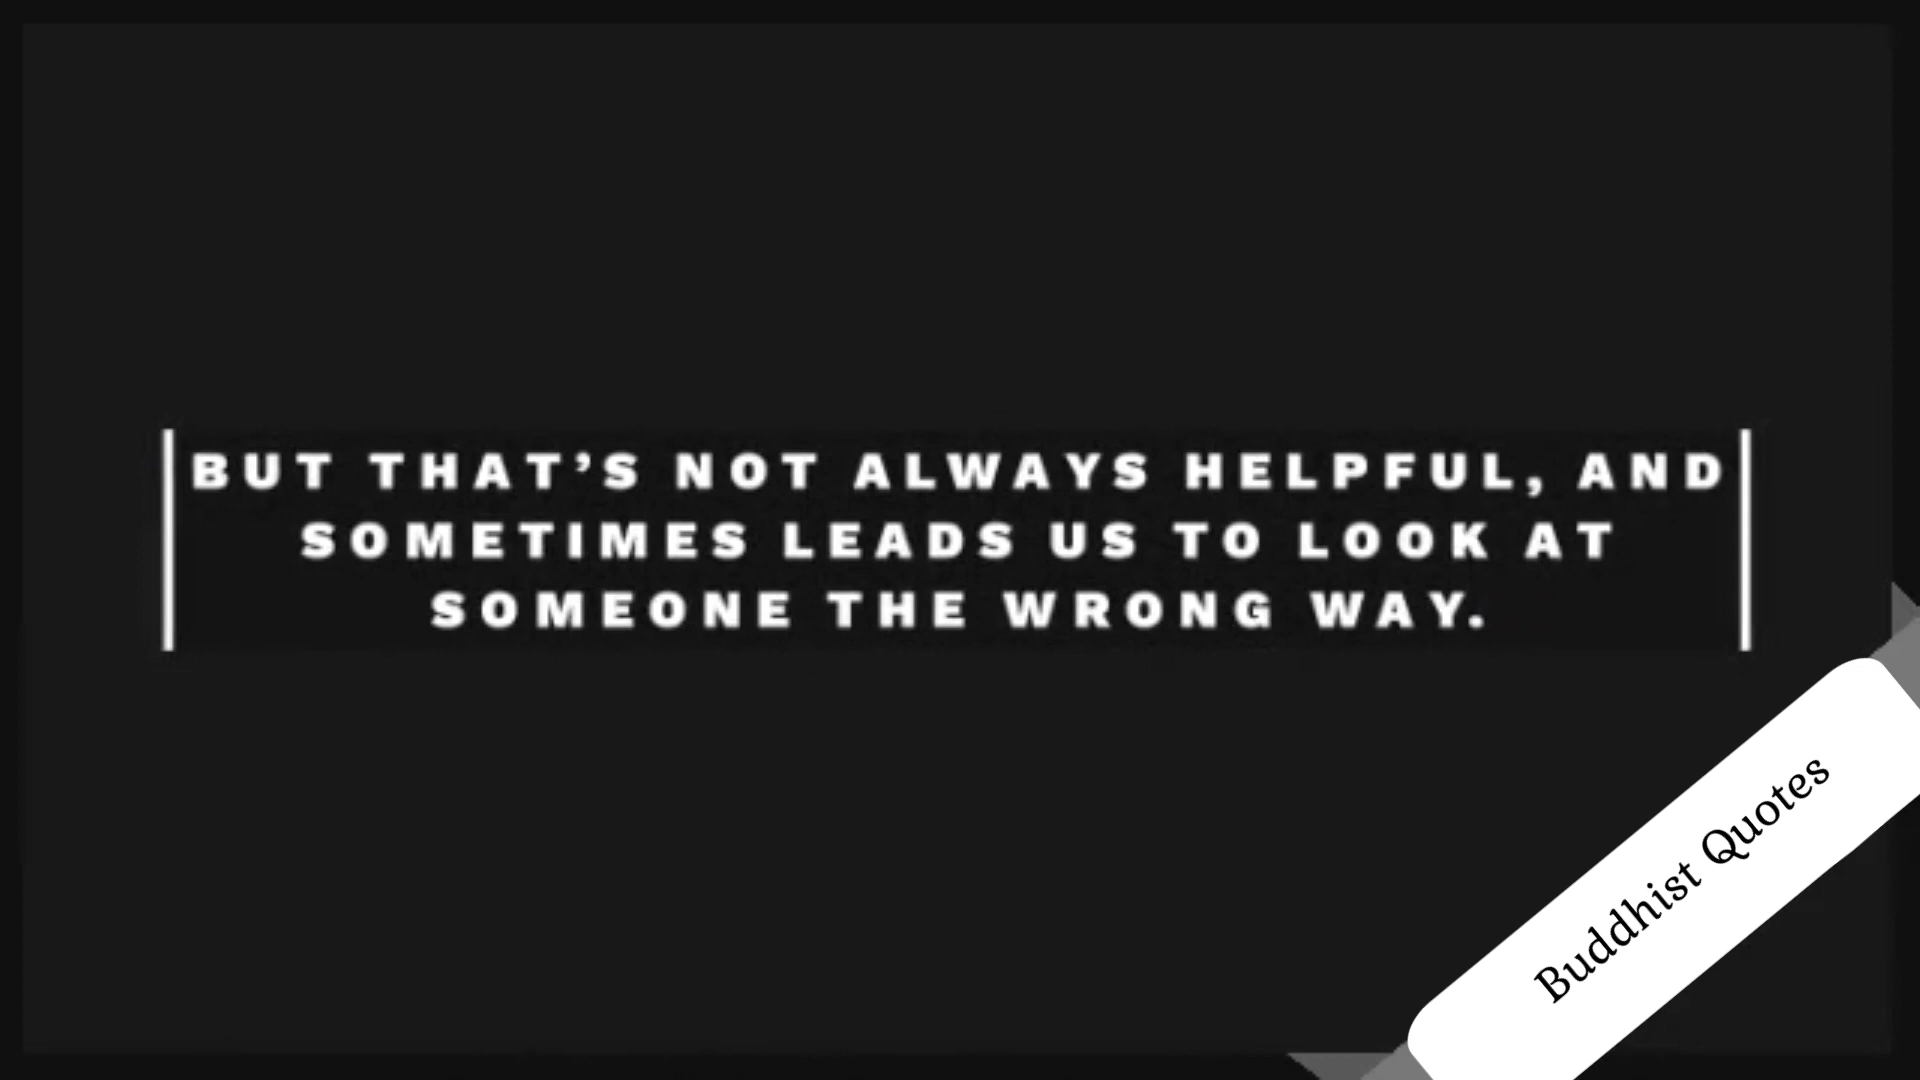 BUT THAT’S NOT ALWAYS HELPFUL, AND
SOMETIMES LEADS US TO LOOK AT
SOMEONE THE WRONG WAY.
Buddhist Quotes